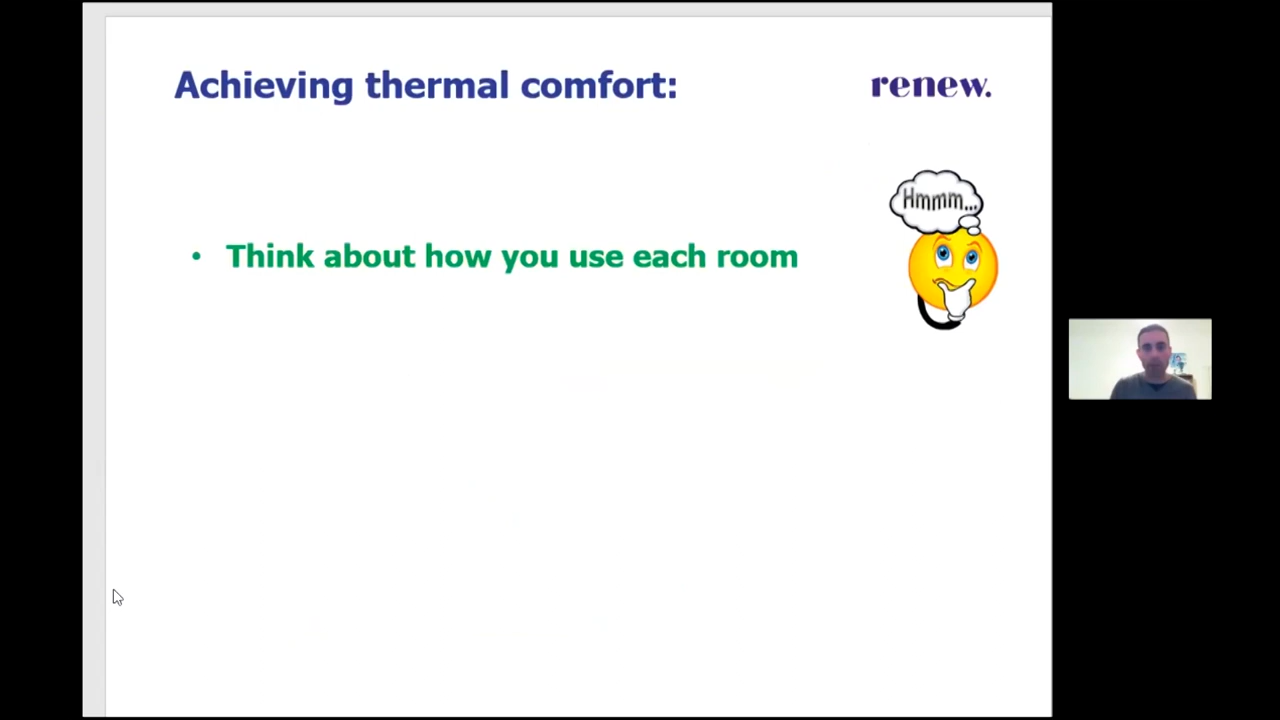 Achieving thermal comfort:
renew.
Hmmm...
• Think about how you use each room